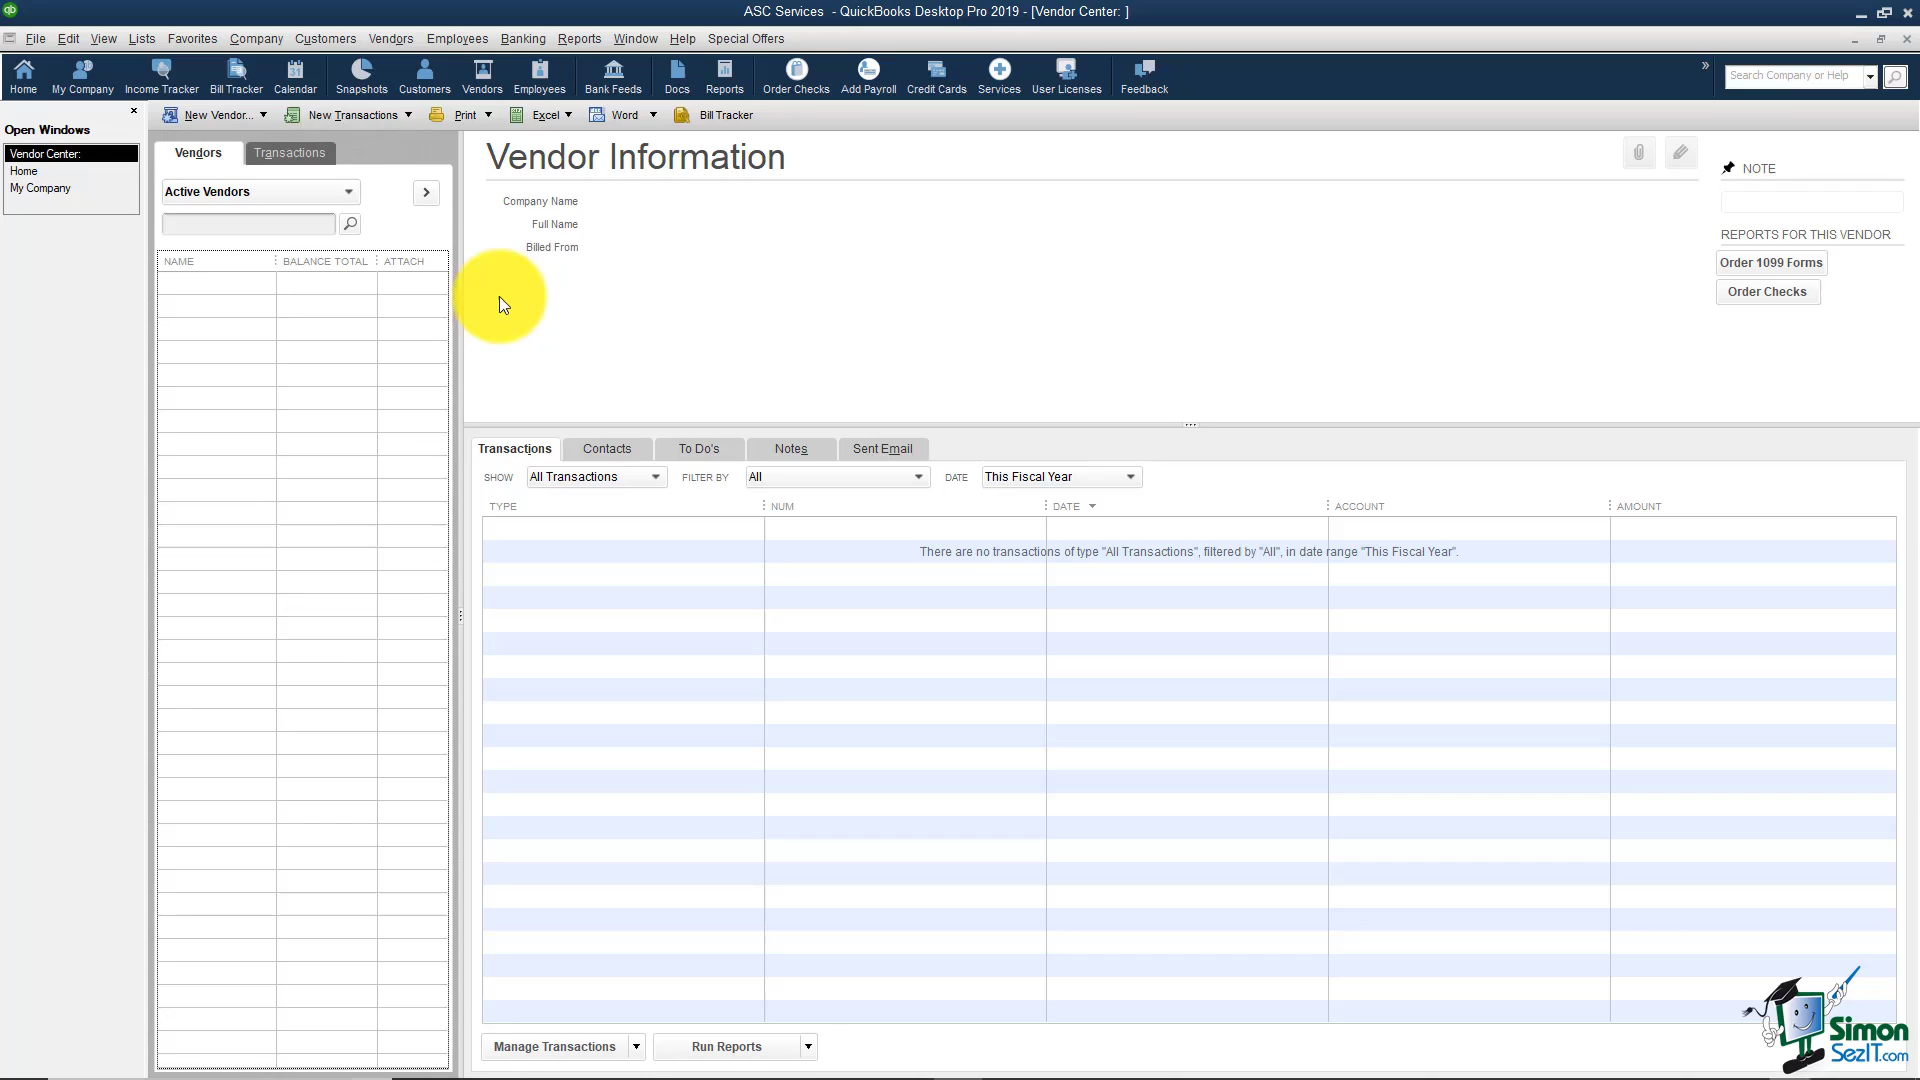 ASC Services - QuickBooks Desktop Pro 2019 - [Vendor Center: ]
File Edit View Lists Favorites Company Customers Vendors Employees Banking Reports Window Help Special Offers
Home My Company Income Tracker Bill Tracker Calendar Snapshots Customers Vendors Employees Bank Feeds Docs Reports Order Checks Add Payroll Credit Cards Services User Licenses Feedback » Search Company or Help
New Vendor... New Transactions Print Excel Word Bill Tracker
Open Windows
Vendor Center:
Home
My Company
Vendors Transactions
Active Vendors
NAME BALANCE TOTAL ATTACH
Vendor Information
Company Name
Full Name
Billed From
NOTE
REPORTS FOR THIS VENDOR
Order 1099 Forms
Order Checks
Transactions Contacts To Do's Notes Sent Email
SHOW All Transactions FILTER BY All DATE This Fiscal Year
TYPE NUM DATE ACCOUNT AMOUNT
There are no transactions of type "All Transactions", filtered by "All", in date range "This Fiscal Year".
Manage Transactions Run Reports
Simon
SezIT.com